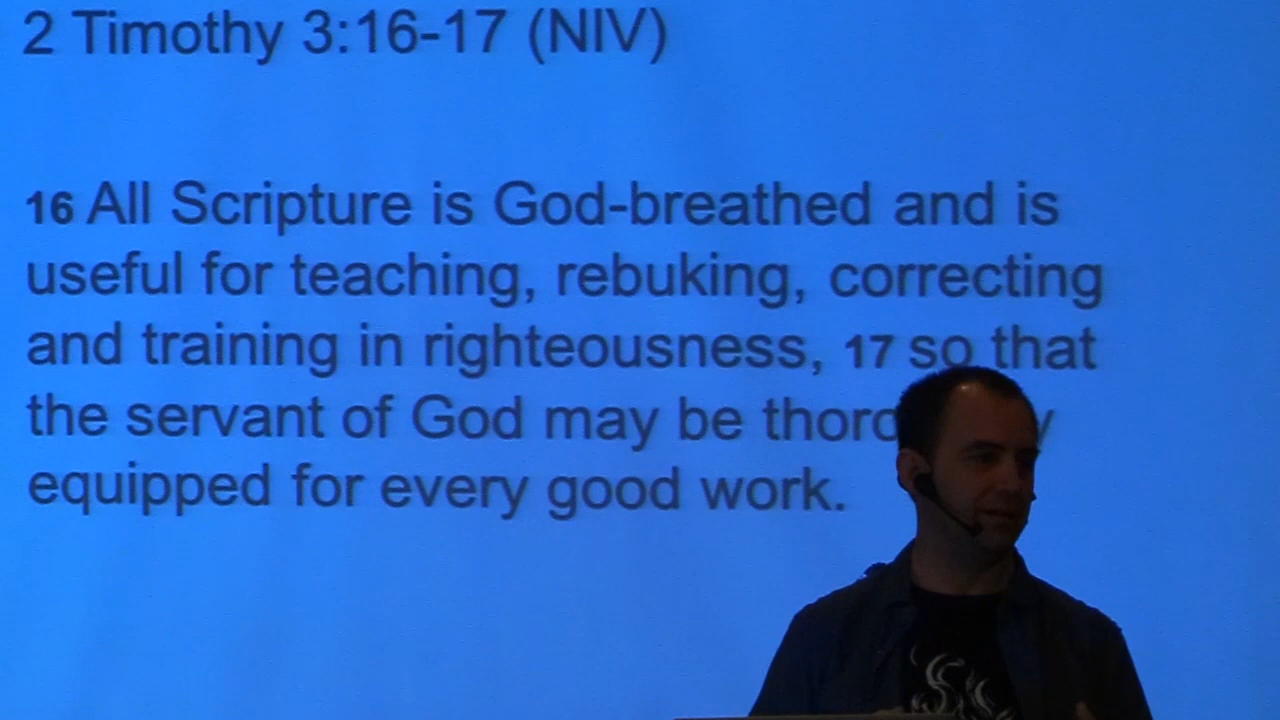 2 Timothy 3:16-17 (NIV)
16 All Scripture is God-breathed and is
useful for teaching, rebuking, correcting
and training in righteousness, 17 so that
the servant of God may be
equipped for every good work.